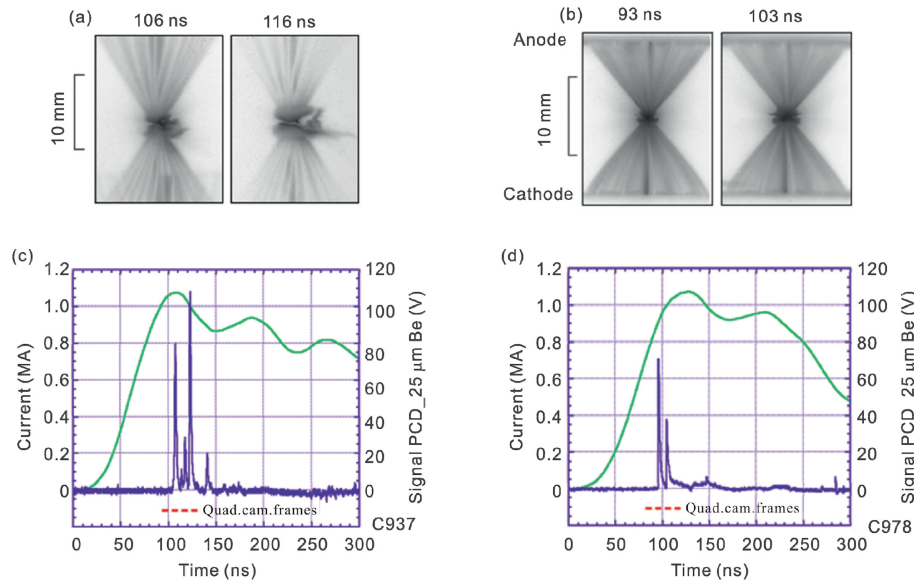 (a)
106 ns
116 ns
10 mm
(b)
93 ns
103 ns
Anode
10 mm
Cathode
(c)
1.2
1.0
0.8
0.6
0.4
0.2
0
Current (MA)
120
100
80
60
40
20
0
Signal PCD_25 μm Be (V)
Quad.cam.frames
C937
0 50 100 150 200 250 300
Time (ns)
(d)
1.2
1.0
0.8
0.6
0.4
0.2
0
Current (MA)
120
100
80
60
40
20
0
Signal PCD 25 μm Be (V)
Quad.cam.frames
C978
0 50 100 150 200 250 300
Time (ns)